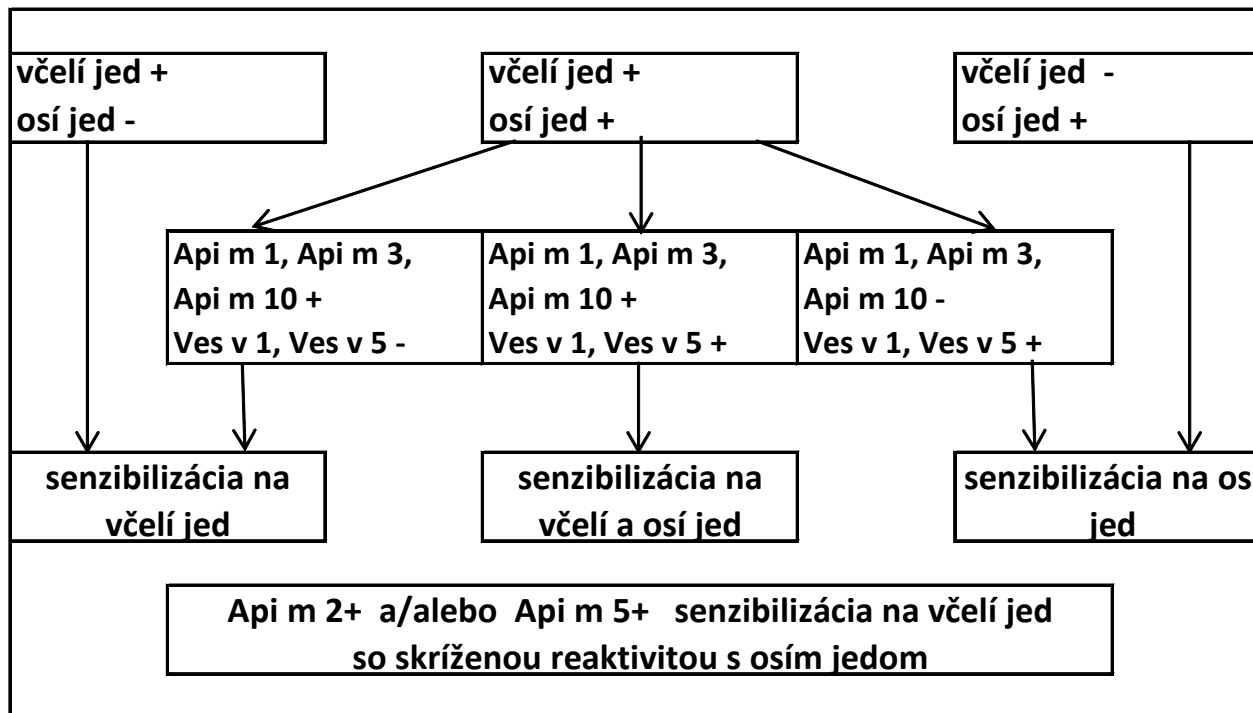 včelí jed +
osí jed -
včelí jed +
osí jed +
včelí jed -
osí jed +
Api m 1, Api m 3,
Api m 10 +
Ves v 1, Ves v 5 -
Api m 1, Api m 3,
Api m 10 +
Ves v 1, Ves v 5 +
Api m 1, Api m 3,
Api m 10 -
Ves v 1, Ves v 5 +
senzibilizácia na
včelí jed
senzibilizácia na
včelí a osí jed
senzibilizácia na os
jed
Api m 2+ a/alebo Api m 5+ senzibilizácia na včelí jed
so skríženou reaktivitou s osím jedom